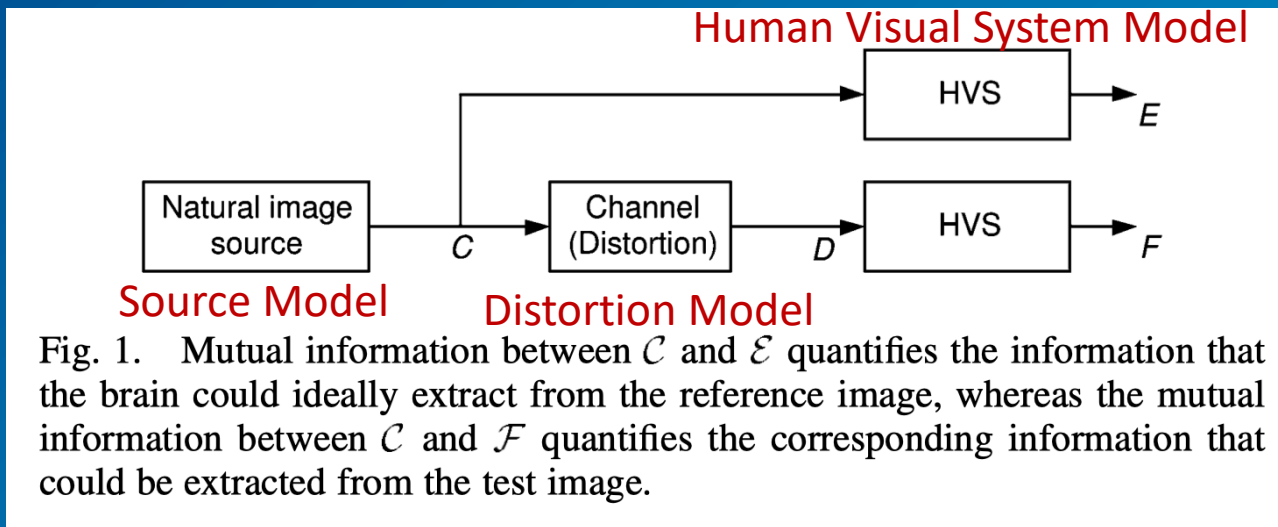 Human Visual System Model
HVS
E
Natural image
source
C
Channel
(Distortion)
D
HVS
F
Source Model
Distortion Model
Fig. 1. Mutual information between 𝒞 and ℰ quantifies the information that
the brain could ideally extract from the reference image, whereas the mutual
information between 𝒞 and ℱ quantifies the corresponding information that
could be extracted from the test image.